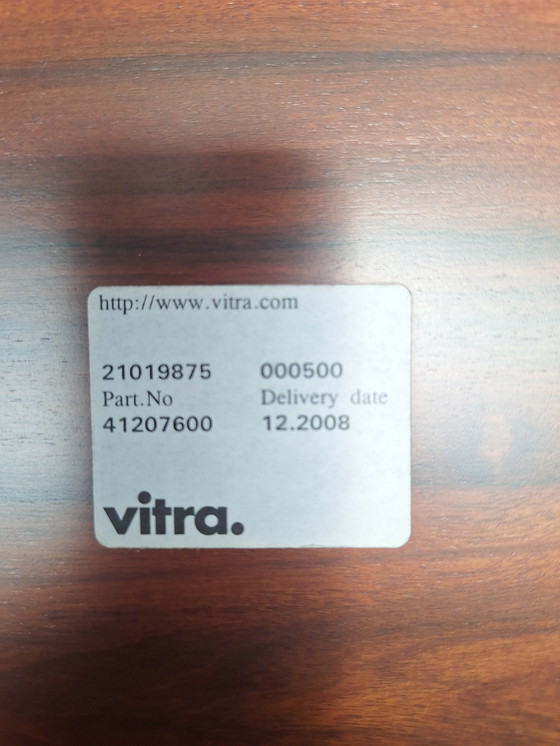 http://www.vitra.com
21019875 000500
Part.No Delivery date
41207600 12.2008
vitra.